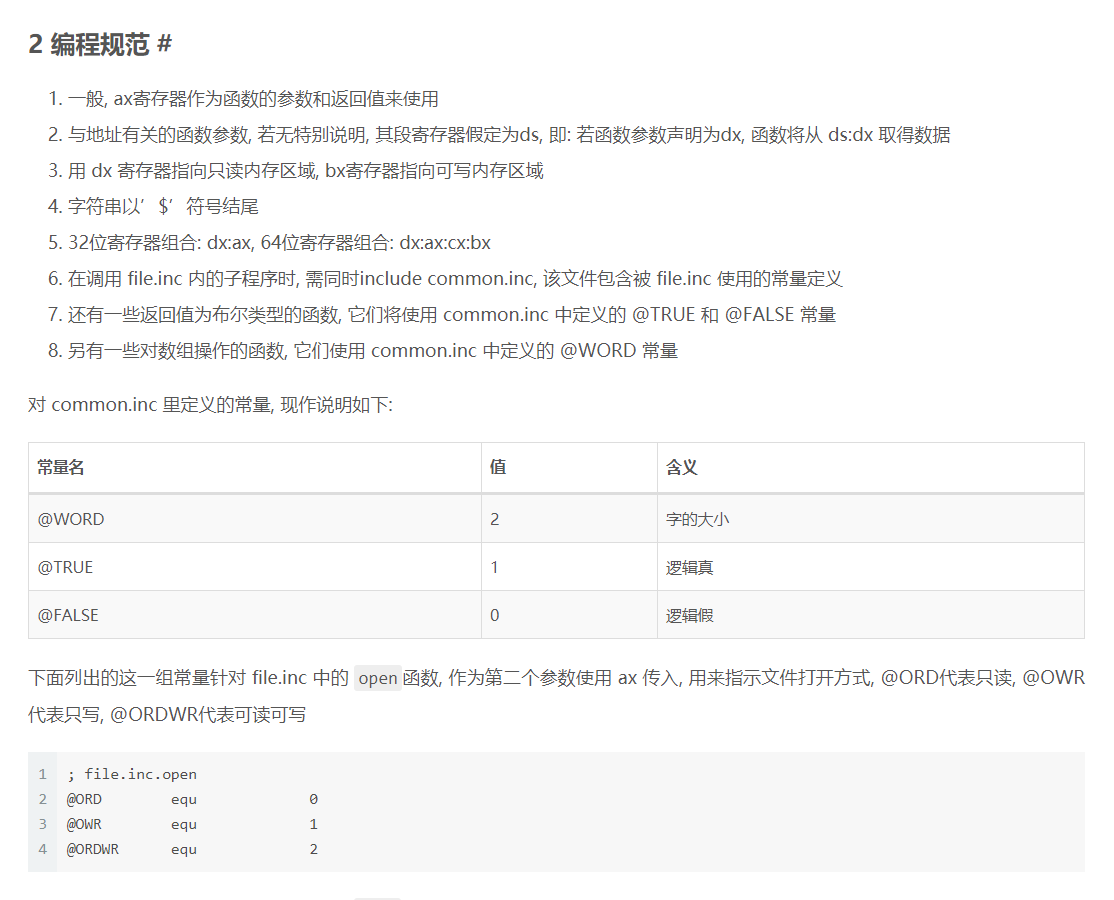 2 编程规范 #
1. 一般, ax寄存器作为函数的参数和返回值来使用
2. 与地址有关的函数参数, 若无特别说明, 其段寄存器假定为ds, 即: 若函数参数声明为dx, 函数将从 ds:dx 取得数据
3. 用 dx 寄存器指向只读内存区域, bx寄存器指向可写内存区域
4. 字符串以’$’符号结尾
5. 32位寄存器组合: dx:ax, 64位寄存器组合: dx:ax:cx:bx
6. 在调用 file.inc 内的子程序时, 需同时include common.inc, 该文件包含被 file.inc 使用的常量定义
7. 还有一些返回值为布尔类型的函数, 它们将使用 common.inc 中定义的 @TRUE 和 @FALSE 常量
8. 另有一些对数组操作的函数, 它们使用 common.inc 中定义的 @WORD 常量
对 common.inc 里定义的常量, 现作说明如下:
常量名 值 含义
@WORD 2 字的大小
@TRUE 1 逻辑真
@FALSE 0 逻辑假
下面列出的这一组常量针对 file.inc 中的 open 函数, 作为第二个参数使用 ax 传入, 用来指示文件打开方式, @ORD代表只读, @OWR
代表只写, @ORDWR代表可读可写
1 ; file.inc.open
2 @ORD equ 0
3 @OWR equ 1
4 @ORDWR equ 2